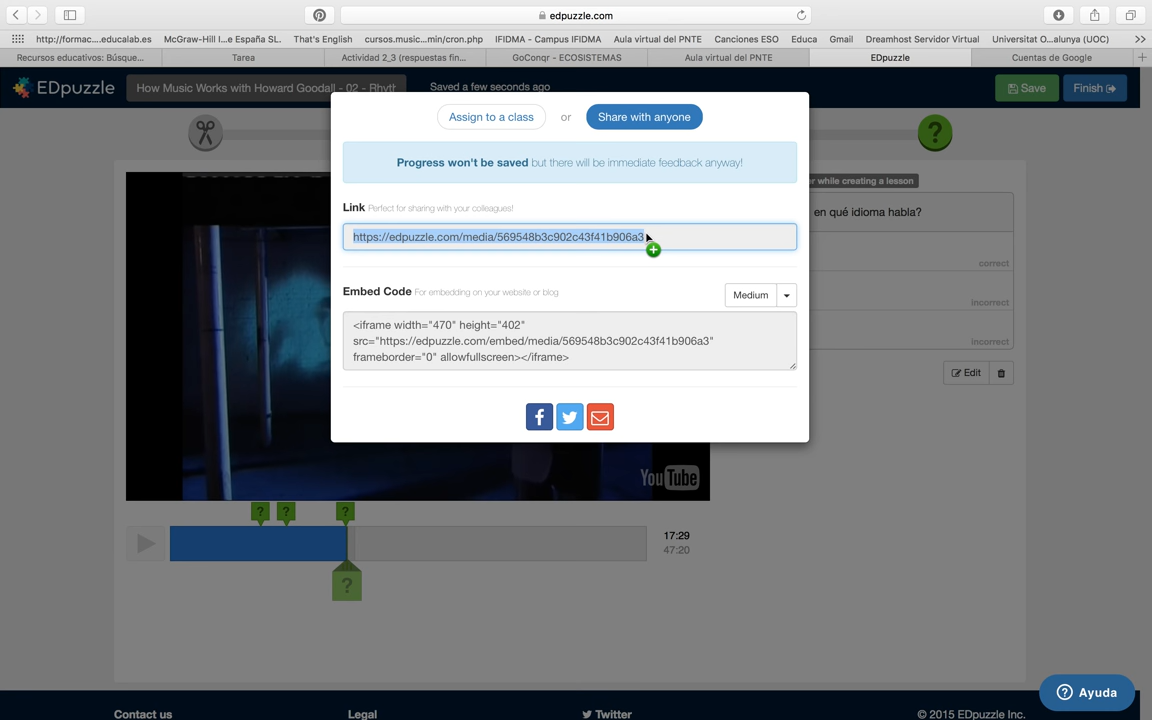 edpuzzle.com
http://formac....educalab.es
McGraw-Hill I...e España SL.
That's English
cursos.music...min/cron.php
IFIDMA - Campus IFIDMA
Aula virtual del PNTE
Canciones ESO
Educa
Gmail
Dreamhost Servidor Virtual
Universitat O...alunya (UOC)
Recursos educativos: Búsque...
Tarea
Actividad 2_3 (respuestas fin...
GoConqr - ECOSISTEMAS
Aula virtual del PNTE
EDpuzzle
Cuentas de Google
EDpuzzle
How Music Works with Howard Goodall - 02 - Rhyth
Saved a few seconds ago
Save
Finish
Assign to a class
or
Share with anyone
Progress won't be saved but there will be immediate feedback anyway!
Link Perfect for sharing with your colleagues!
https://edpuzzle.com/media/569548b3c902c43f41b906a3
Embed Code For embedding on your website or blog
Medium
<iframe width="470" height="402"
src="https://edpuzzle.com/embed/media/569548b3c902c43f41b906a3"
frameborder="0" allowfullscreen></iframe>
r while creating a lesson
en qué idioma habla?
correct
incorrect
incorrect
Edit
YouTube
17:29
47:20
Ayuda
Contact us
Legal
Twitter
© 2015 EDpuzzle Inc.